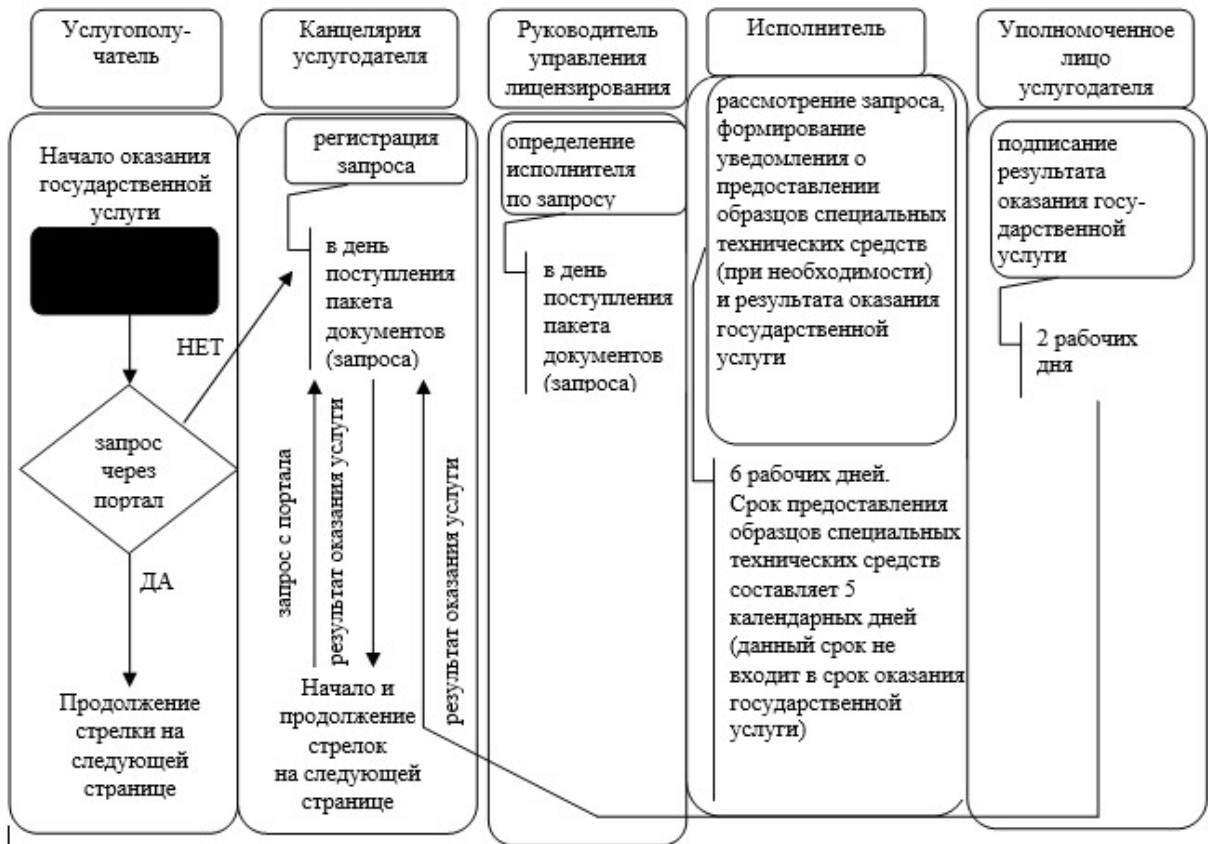 Услугополу-
чатель
Канцелярия
услугодателя
Руководитель
управления
лицензирования
Исполнитель
Уполномоченное
лицо
услугодателя
Начало оказания
государственной
услуги
НЕТ
запрос
через
портал
ДА
Продолжение
стрелки на
следующей
странице
регистрация
запроса
в день
поступления
пакета
документов
(запроса)
запрос с портала
результат оказания услуги
результат оказания услуги
Начало и
продолжение
стрелок
на следующей
странице
определение
исполнителя
по запросу
в день
поступления
пакета
документов
(запроса)
рассмотрение запроса,
формирование
уведомления о
предоставлении
образцов специальных
технических средств
(при необходимости)
и результата оказания
государственной
услуги
6 рабочих дней.
Срок предоставления
образцов специальных
технических средств
составляет 5
календарных дней
(данный срок не
входит в срок оказания
государственной
услуги)
подписание
результата
оказания госу-
дарственной
услуги
2 рабочих
дня